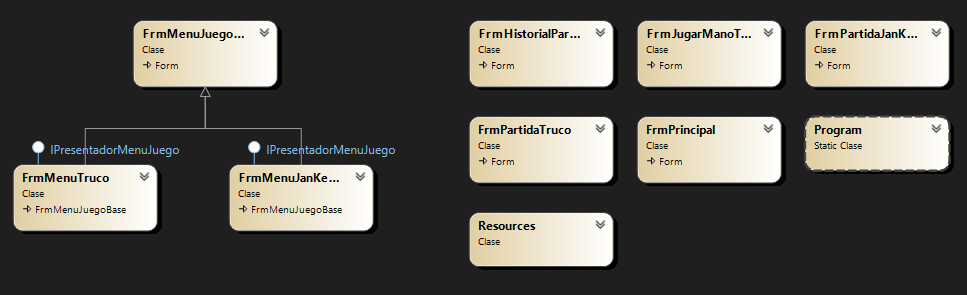 FrmMenuJuego...
Clase
Form
IPresentadorMenuJuego
FrmMenuTruco
Clase
FrmMenuJuegoBase
IPresentadorMenuJuego
FrmMenuJanKe...
Clase
FrmMenuJuegoBase
FrmHistorialPar...
Clase
Form
FrmJugarManoT...
Clase
Form
FrmPartidaJanK...
Clase
Form
FrmPartidaTruco
Clase
Form
FrmPrincipal
Clase
Form
Program
Static Clase
Resources
Clase